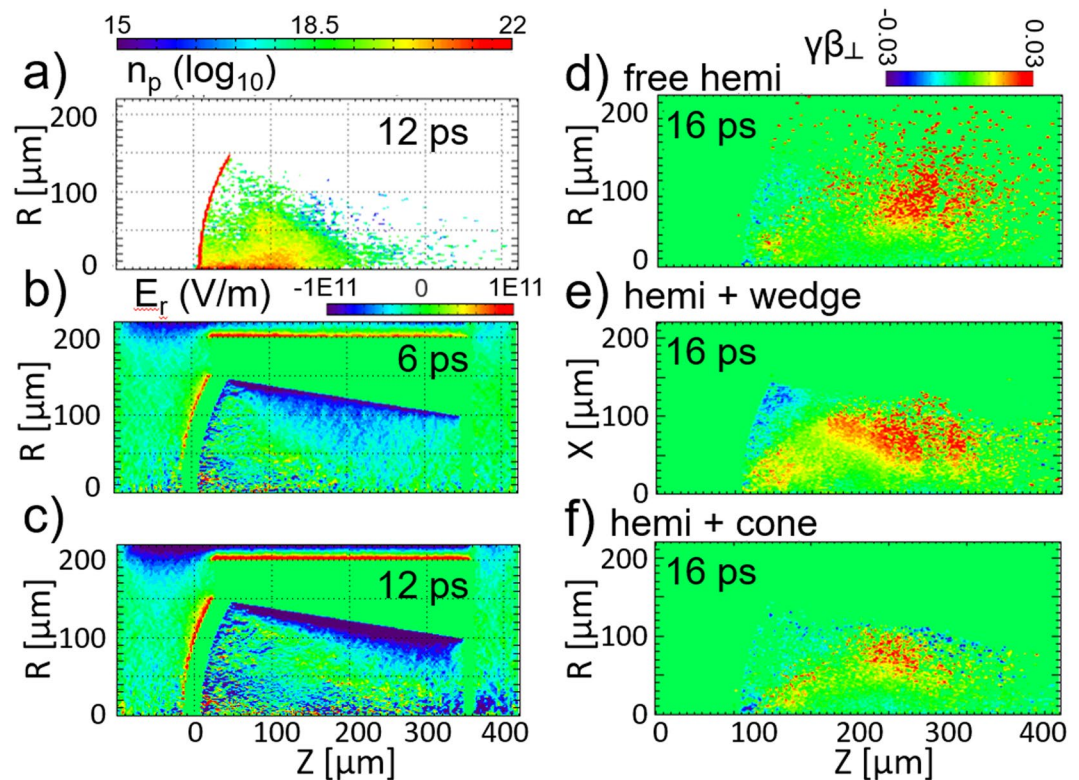 15 18.5 22
a) nₚ (log₁₀)
12 ps
R [µm]
200
100
0
b) Eᵣ (V/m) -1E11 0 1E11
6 ps
R [µm]
200
100
0
c)
12 ps
R [µm]
200
100
0
0 100 200 300 400
Z [µm]
γβ⊥ -0.03 0.03
d) free hemi
16 ps
R [µm]
200
100
0
e) hemi + wedge
16 ps
X [µm]
200
100
0
f) hemi + cone
16 ps
R [µm]
200
100
0
0 100 200 300 400
Z [µm]